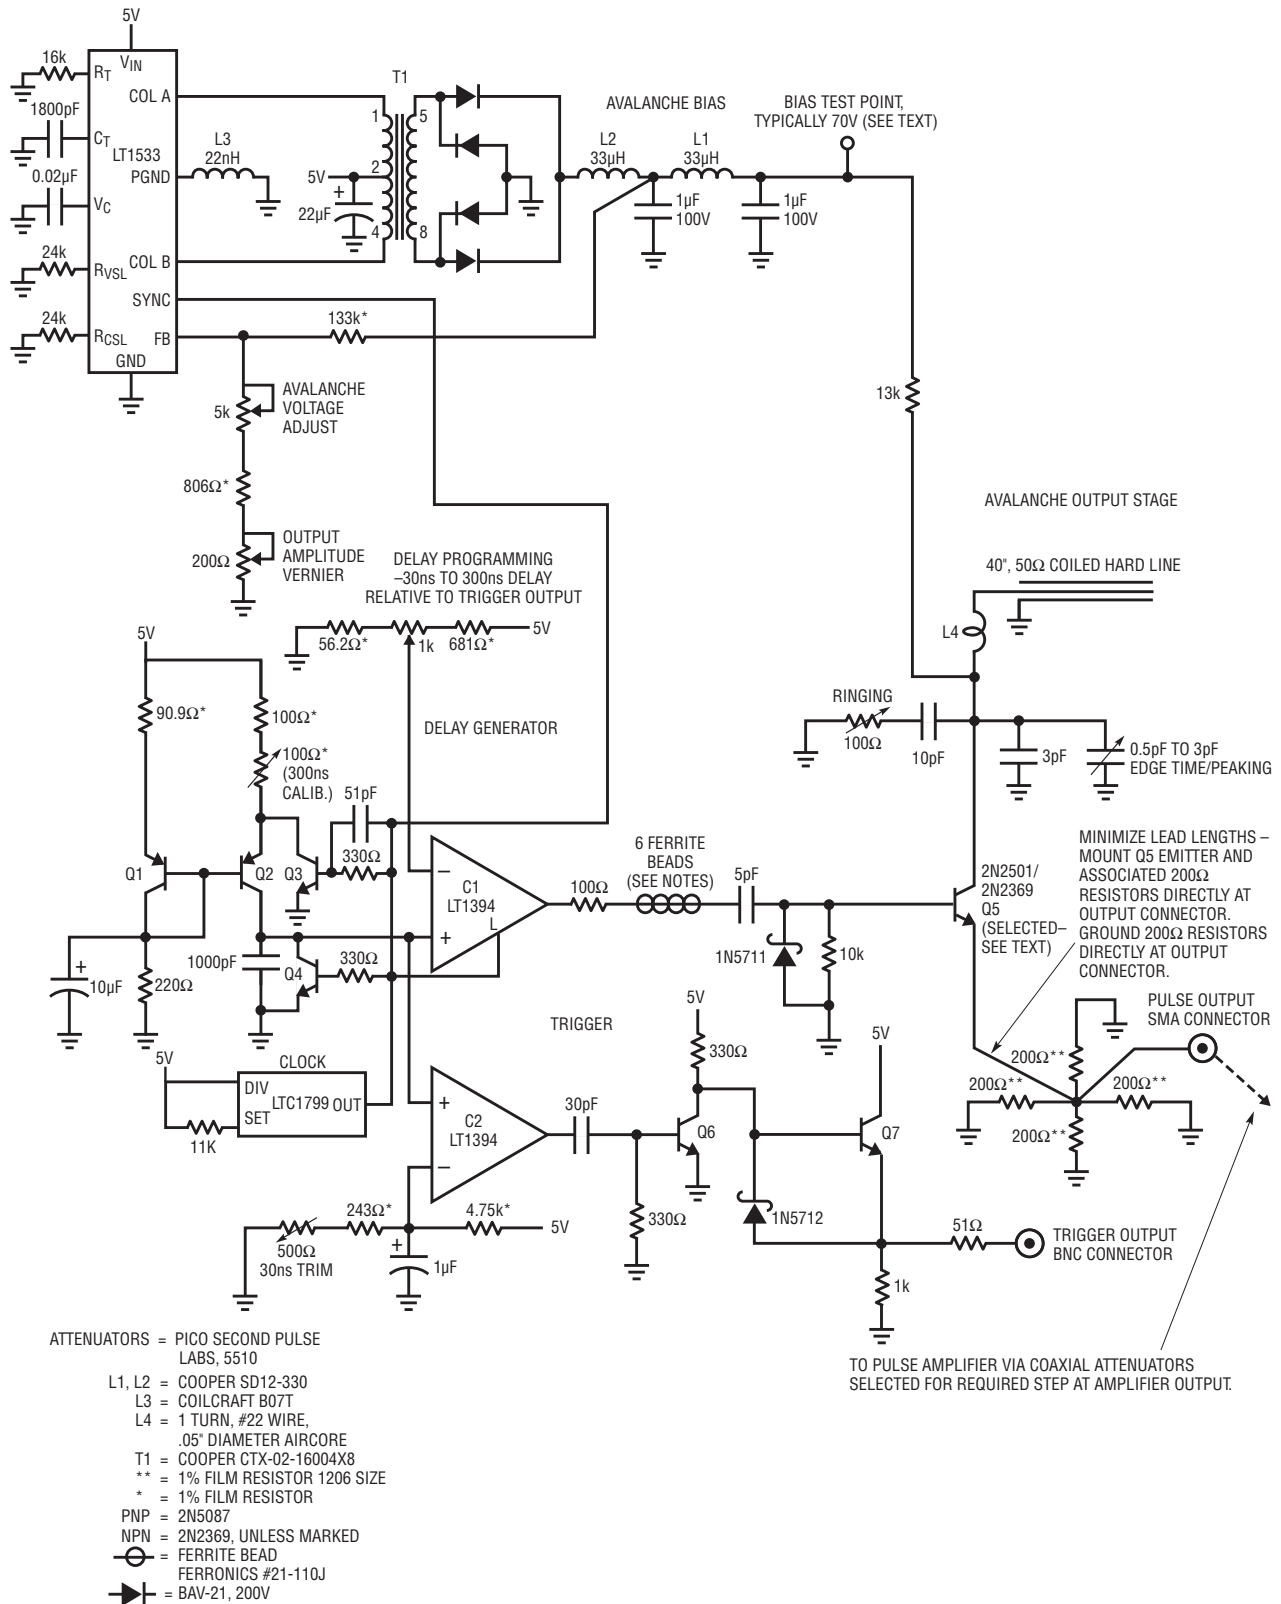 5V
16k
RT
VIN
COL A
1800pF
CT
LT1533
PGND
0.02µF
VC
24k
RVSL
COL B
SYNC
24k
RCSL
FB
GND
L3
22nH
T1
1
2
4
5
8
5V
+
22µF
AVALANCHE BIAS
L2
33µH
L1
33µH
BIAS TEST POINT,
TYPICALLY 70V (SEE TEXT)
1µF
100V
1µF
100V
133k*
5k
AVALANCHE
VOLTAGE
ADJUST
806Ω*
200Ω
OUTPUT
AMPLITUDE
VERNIER
13k
AVALANCHE OUTPUT STAGE
40", 50Ω COILED HARD LINE
L4
DELAY PROGRAMMING
–30ns TO 300ns DELAY
RELATIVE TO TRIGGER OUTPUT
56.2Ω*
1k
681Ω*
5V
5V
90.9Ω*
100Ω*
100Ω*
(300ns
CALIB.)
DELAY GENERATOR
RINGING
100Ω
10pF
3pF
0.5pF TO 3pF
EDGE TIME/PEAKING
51pF
330Ω
Q1
Q2
Q3
–
C1
LT1394
L
+
100Ω
6 FERRITE
BEADS
(SEE NOTES)
5pF
1N5711
10k
2N2501/
2N2369
Q5
(SELECTED–
SEE TEXT)
MINIMIZE LEAD LENGTHS –
MOUNT Q5 EMITTER AND
ASSOCIATED 200Ω
RESISTORS DIRECTLY AT
OUTPUT CONNECTOR.
GROUND 200Ω RESISTORS
DIRECTLY AT OUTPUT
CONNECTOR.
+
10µF
220Ω
1000pF
Q4
330Ω
TRIGGER
5V
330Ω
5V
PULSE OUTPUT
SMA CONNECTOR
200Ω**
200Ω**
200Ω**
200Ω**
5V
CLOCK
DIV
SET
LTC1799
OUT
11K
+
C2
LT1394
–
30pF
Q6
Q7
330Ω
1N5712
500Ω
30ns TRIM
243Ω*
4.75k*
5V
+
1µF
51Ω
TRIGGER OUTPUT
BNC CONNECTOR
1k
TO PULSE AMPLIFIER VIA COAXIAL ATTENUATORS
SELECTED FOR REQUIRED STEP AT AMPLIFIER OUTPUT.
ATTENUATORS = PICO SECOND PULSE
LABS, 5510
L1, L2 = COOPER SD12-330
L3 = COILCRAFT B07T
L4 = 1 TURN, #22 WIRE,
.05" DIAMETER AIRCORE
T1 = COOPER CTX-02-16004X8
** = 1% FILM RESISTOR 1206 SIZE
* = 1% FILM RESISTOR
PNP = 2N5087
NPN = 2N2369, UNLESS MARKED
= FERRITE BEAD
FERRONICS #21-110J
= BAV-21, 200V